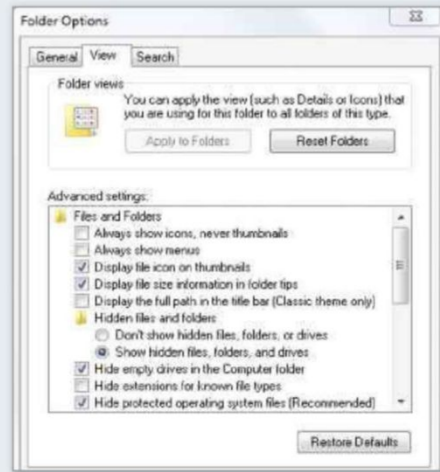 Folder Options
General View Search
Folder views
You can apply the view (such as Details or Icons) that
you are using for this folder to all folders of this type.
Apply to Folders Reset Folders
Advanced settings:
Files and Folders
Always show icons, never thumbnails
Always show menus
Display file icon on thumbnails
Display file size information in folder tips
Display the full path in the title bar (Classic theme only)
Hidden files and folders
Don't show hidden files, folders, or drives
Show hidden files, folders, and drives
Hide empty drives in the Computer folder
Hide extensions for known file types
Hide protected operating system files (Recommended)
Restore Defaults